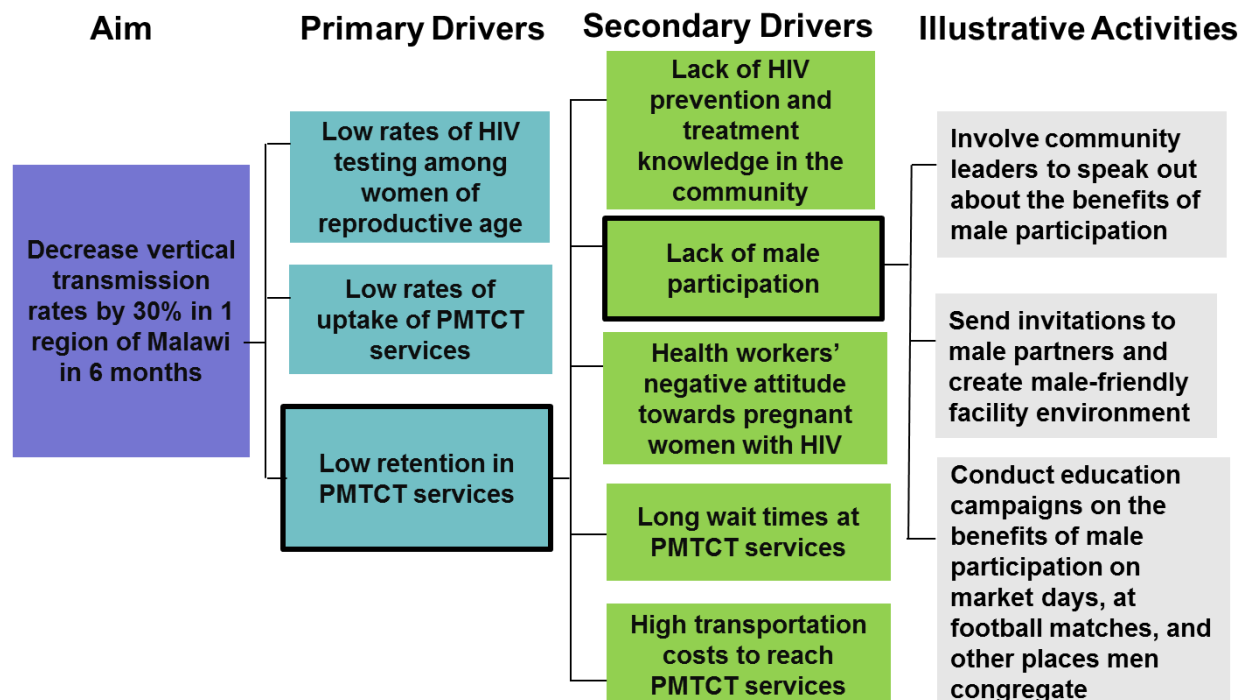 Aim
Primary Drivers
Secondary Drivers
Illustrative Activities
Decrease vertical
transmission
rates by 30% in 1
region of Malawi
in 6 months
Low rates of HIV
testing among
women of
reproductive age
Low rates of
uptake of PMTCT
services
Low retention in
PMTCT services
Lack of HIV
prevention and
treatment
knowledge in the
community
Lack of male
participation
Health workers’
negative attitude
towards pregnant
women with HIV
Long wait times at
PMTCT services
High transportation
costs to reach
PMTCT services
Involve community
leaders to speak out
about the benefits of
male participation
Send invitations to
male partners and
create male-friendly
facility environment
Conduct education
campaigns on the
benefits of male
participation on
market days, at
football matches, and
other places men
congregate